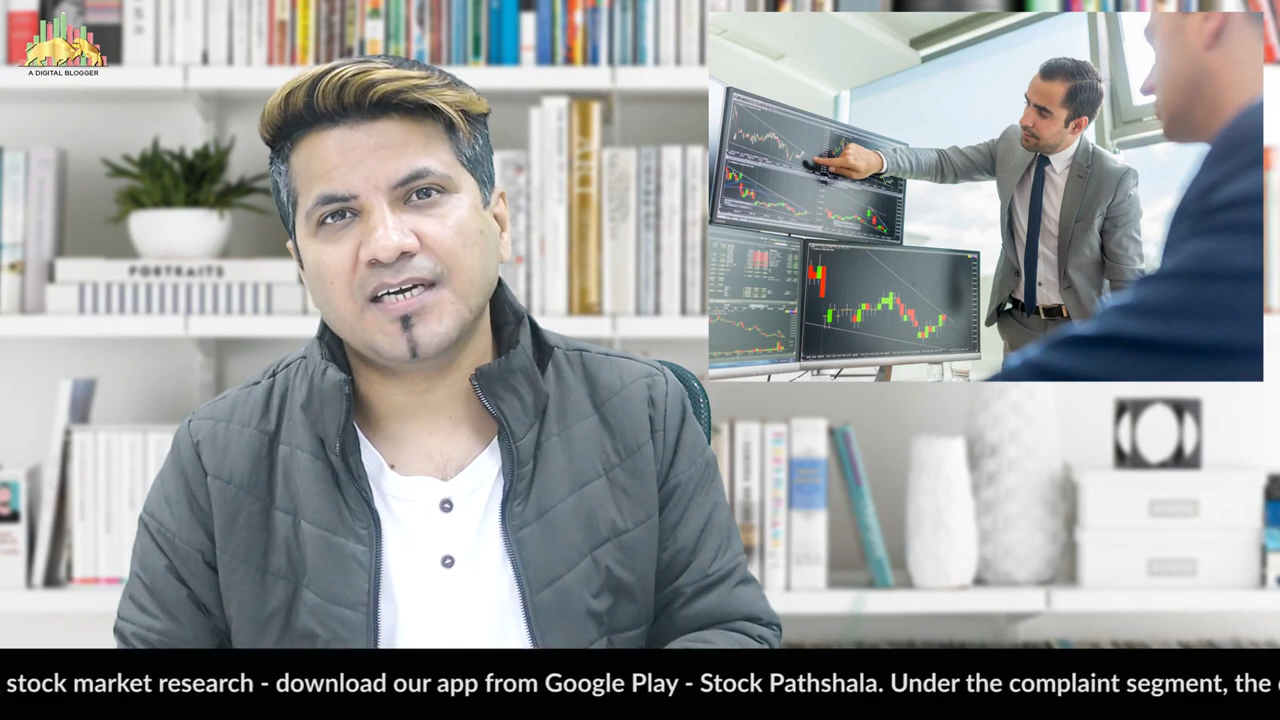 A DIGITAL BLOGGER
PORTRAITS
stock market research - download our app from Google Play - Stock Pathshala. Under the complaint segment, the